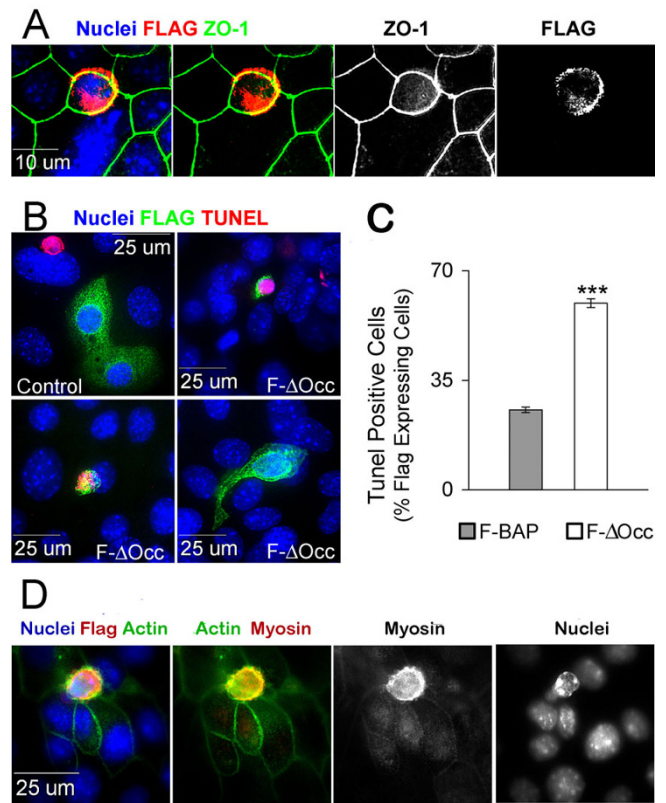 A
Nuclei FLAG ZO-1
ZO-1
FLAG
10 um
B
Nuclei FLAG TUNEL
25 um
Control
25 um
F-ΔOcc
25 um
F-ΔOcc
25 um
F-ΔOcc
C
Tunel Positive Cells
(% Flag Expressing Cells)
70
35
0
***
F-BAP
F-ΔOcc
D
Nuclei Flag Actin
Actin Myosin
Myosin
Nuclei
25 um